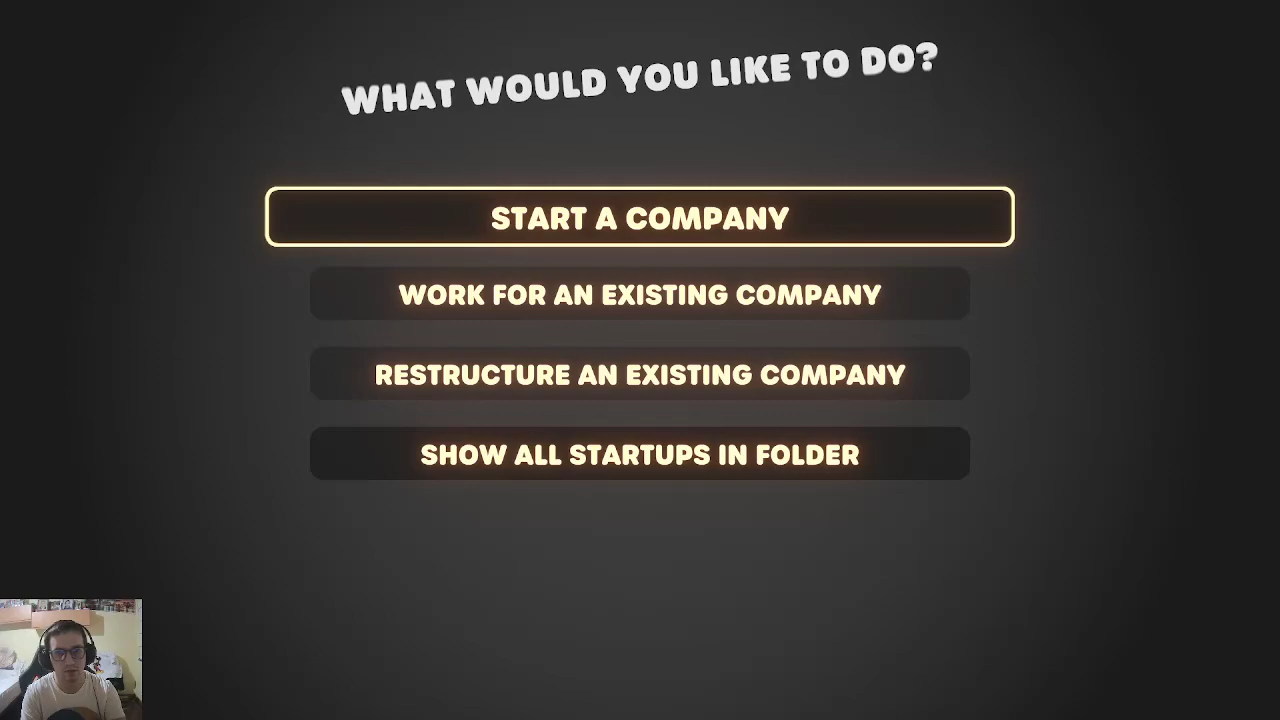 WHAT WOULD YOU LIKE TO DO?
START A COMPANY
WORK FOR AN EXISTING COMPANY
RESTRUCTURE AN EXISTING COMPANY
SHOW ALL STARTUPS IN FOLDER